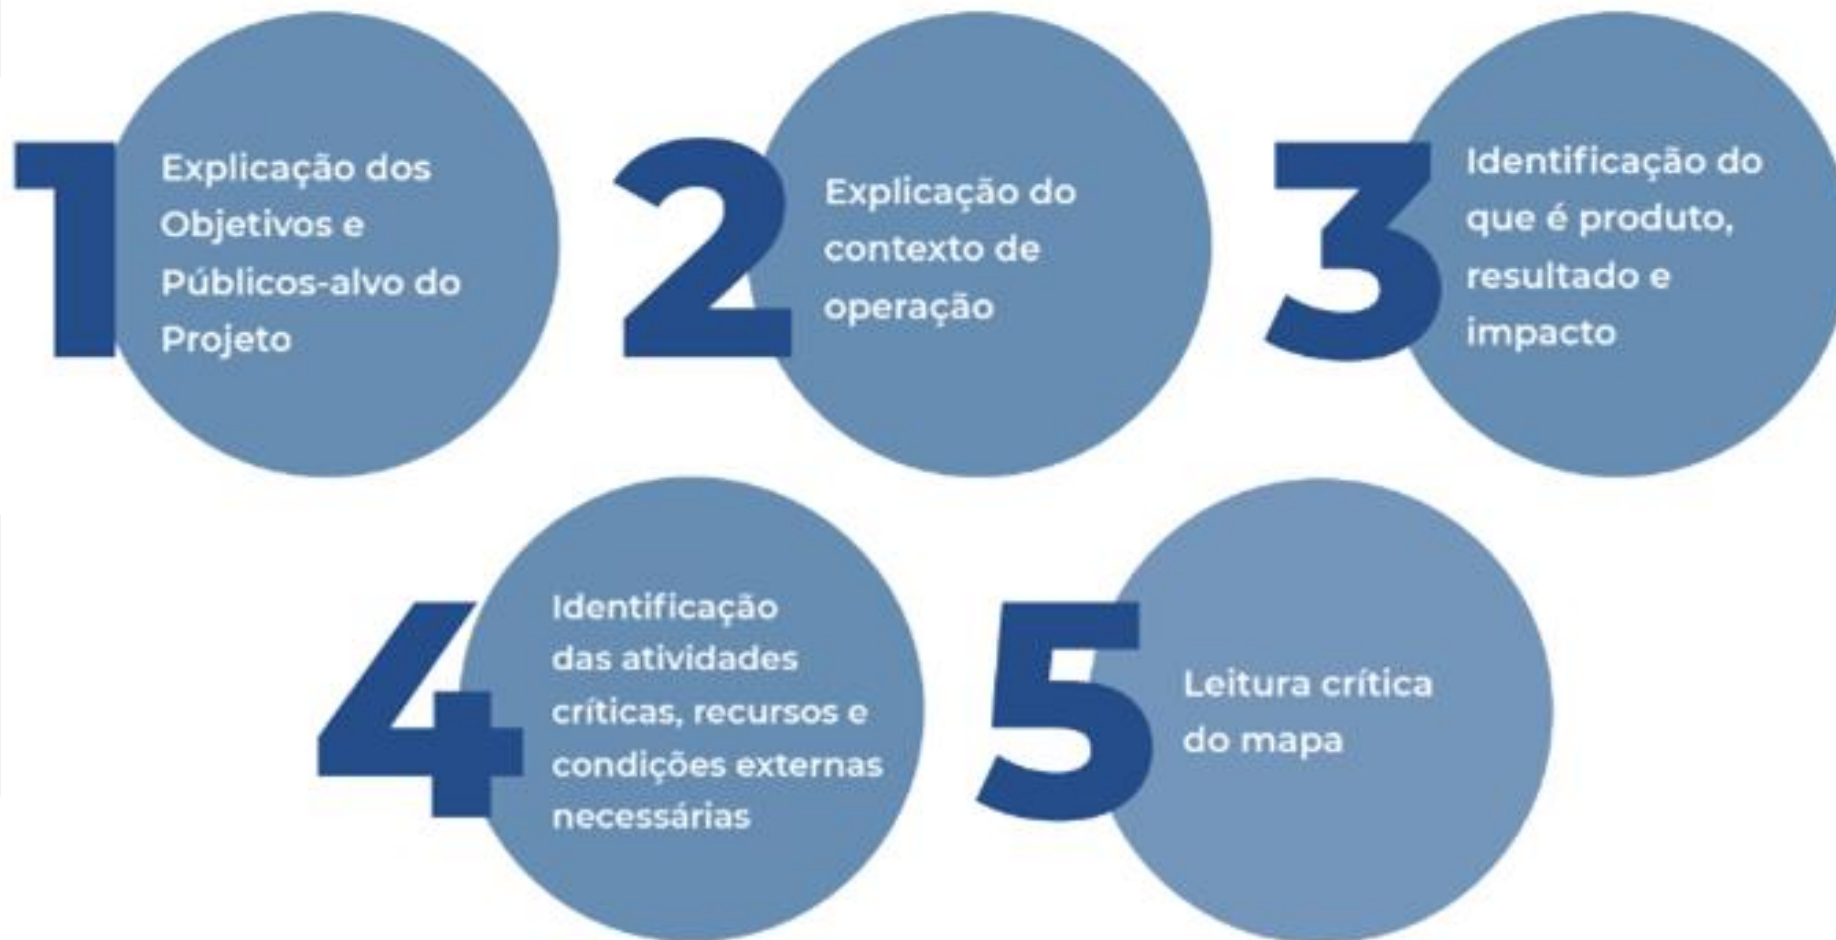 1
Explicação dos
Objetivos e
Públicos-alvo do
Projeto
2
Explicação do
contexto de
operação
3
Identificação do
que é produto,
resultado e
impacto
4
Identificação
das atividades
críticas, recursos e
condições externas
necessárias
5
Leitura crítica
do mapa